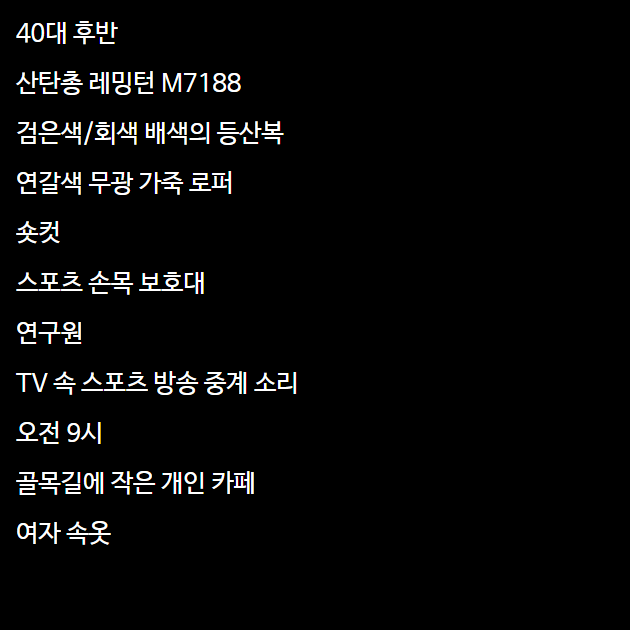 40대 후반
산탄총 레밍턴 M7188
검은색/회색 배색의 등산복
연갈색 무광 가죽 로퍼
숏컷
스포츠 손목 보호대
연구원
TV 속 스포츠 방송 중계 소리
오전 9시
골목길에 작은 개인 카페
여자 속옷